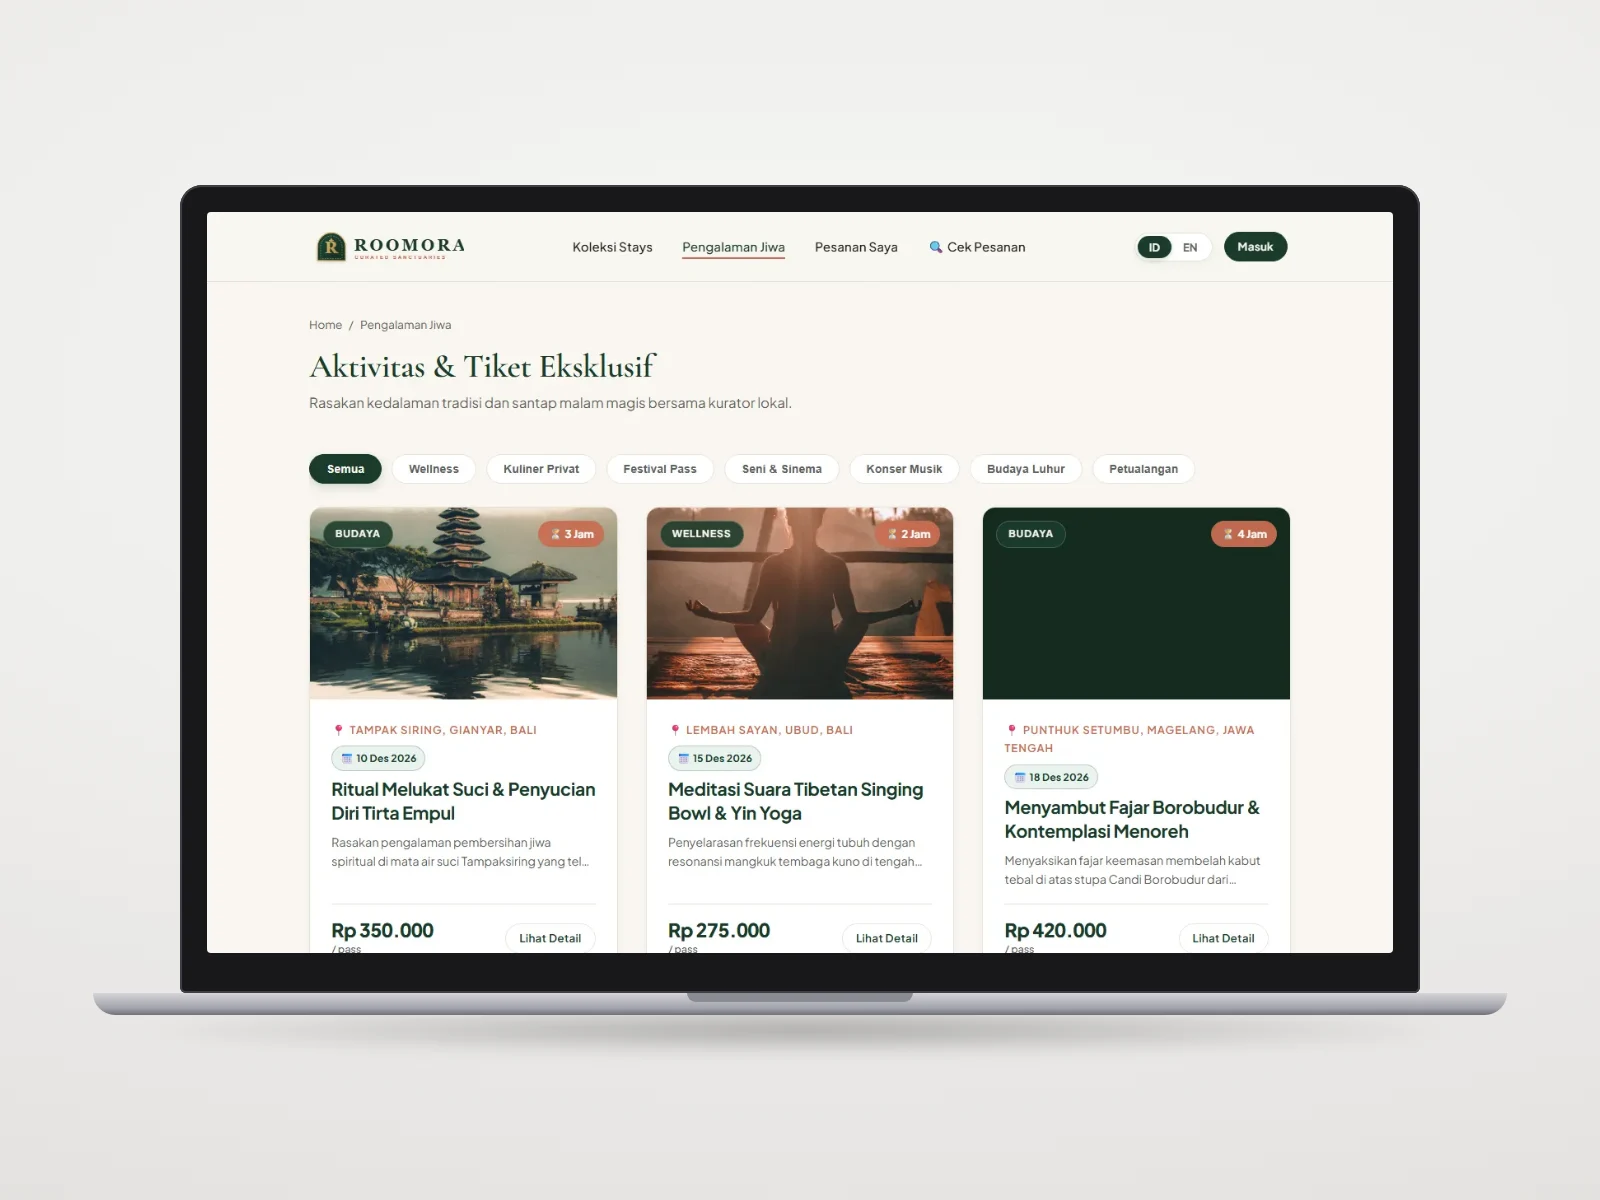 ROOMORA
CURATED SANCTUARIES
Koleksi Stays
Pengalaman Jiwa
Pesanan Saya
Cek Pesanan
ID
EN
Masuk
Home / Pengalaman Jiwa
Aktivitas & Tiket Eksklusif
Rasakan kedalaman tradisi dan santap malam magis bersama kurator lokal.
Semua
Wellness
Kuliner Privat
Festival Pass
Seni & Sinema
Konser Musik
Budaya Luhur
Petualangan
BUDAYA
3 Jam
TAMPAK SIRING, GIANYAR, BALI
10 Des 2026
Ritual Melukat Suci & Penyucian
Diri Tirta Empul
Rasakan pengalaman pembersihan jiwa
spiritual di mata air suci Tampaksiring yang tel...
Rp 350.000
/ pass
Lihat Detail
WELLNESS
2 Jam
LEMBAH SAYAN, UBUD, BALI
15 Des 2026
Meditasi Suara Tibetan Singing
Bowl & Yin Yoga
Penyelarasan frekuensi energi tubuh dengan
resonansi mangkuk tembaga kuno di tengah...
Rp 275.000
/ pass
Lihat Detail
BUDAYA
4 Jam
PUNTHUK SETUMBU, MAGELANG, JAWA
TENGAH
18 Des 2026
Menyambut Fajar Borobudur &
Kontemplasi Menoreh
Menyaksikan fajar keemasan membelah kabut
tebal di atas stupa Candi Borobudur dari...
Rp 420.000
/ pass
Lihat Detail